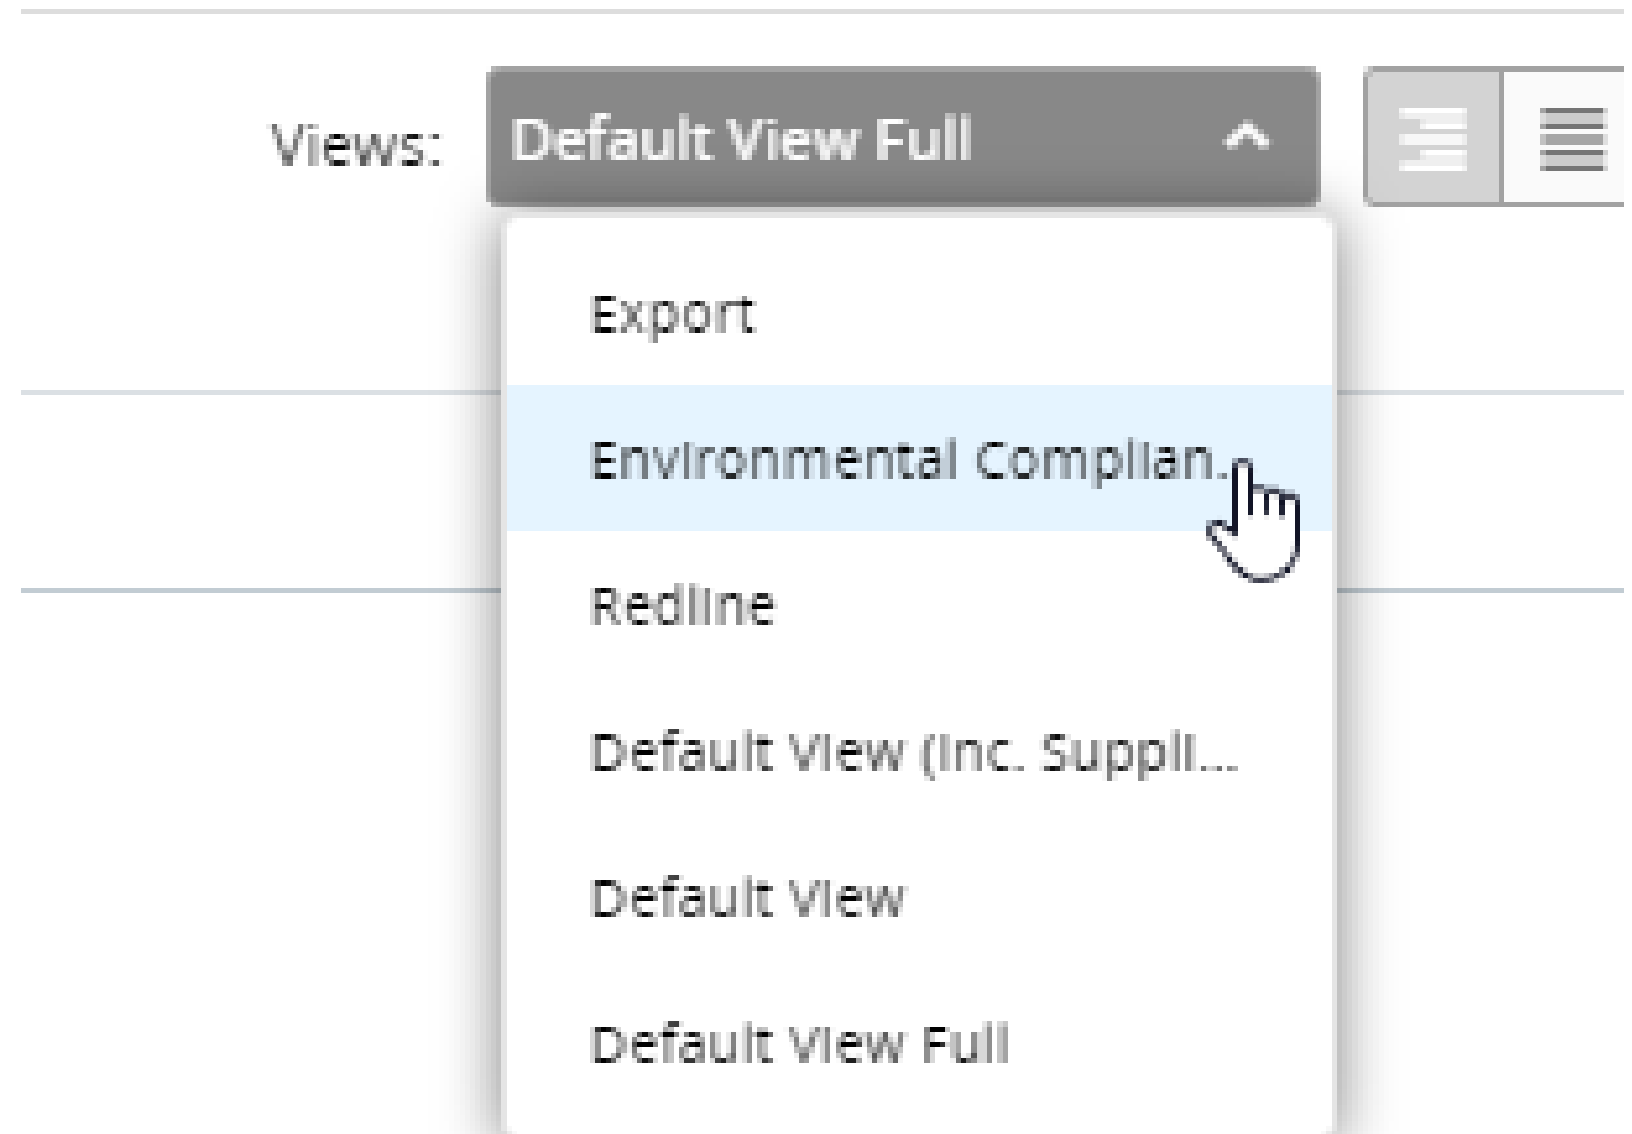 Views:
Default View Full
Export
Environmental Complian..
Redline
Default View (Inc. Suppli...
Default View
Default View Full